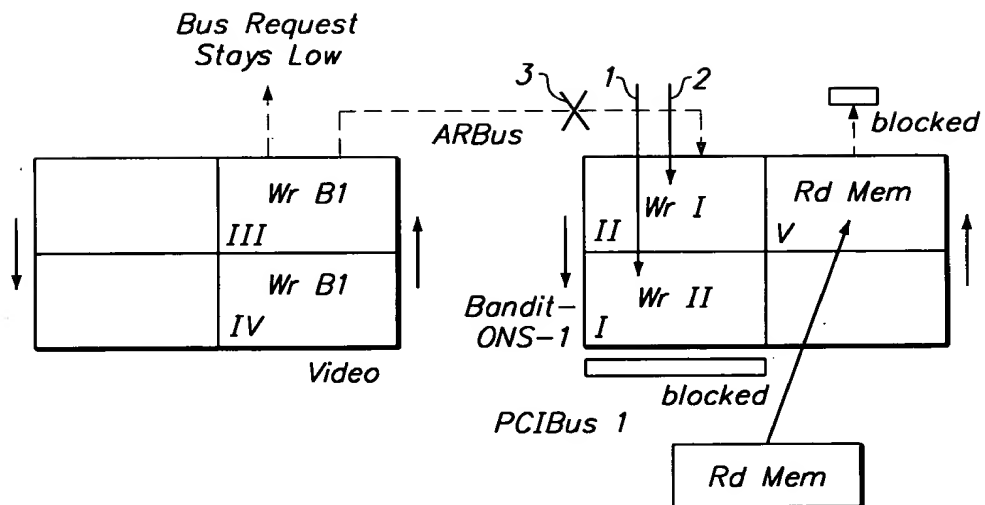 Bus Request
Stays Low
3
1
2
ARBus
blocked
Wr B1
III
Wr B1
IV
Video
Wr I
II
Rd Mem
V
Wr II
I
Bandit-
ONS-1
blocked
PCIBus 1
Rd Mem